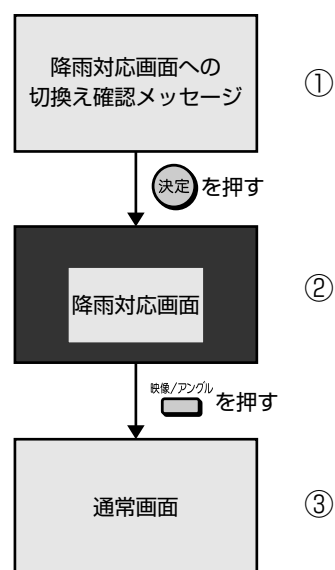 降雨対応画面への
切換え確認メッセージ
①
決定を押す
降雨対応画面
②
映像/アングル
を押す
通常画面
③